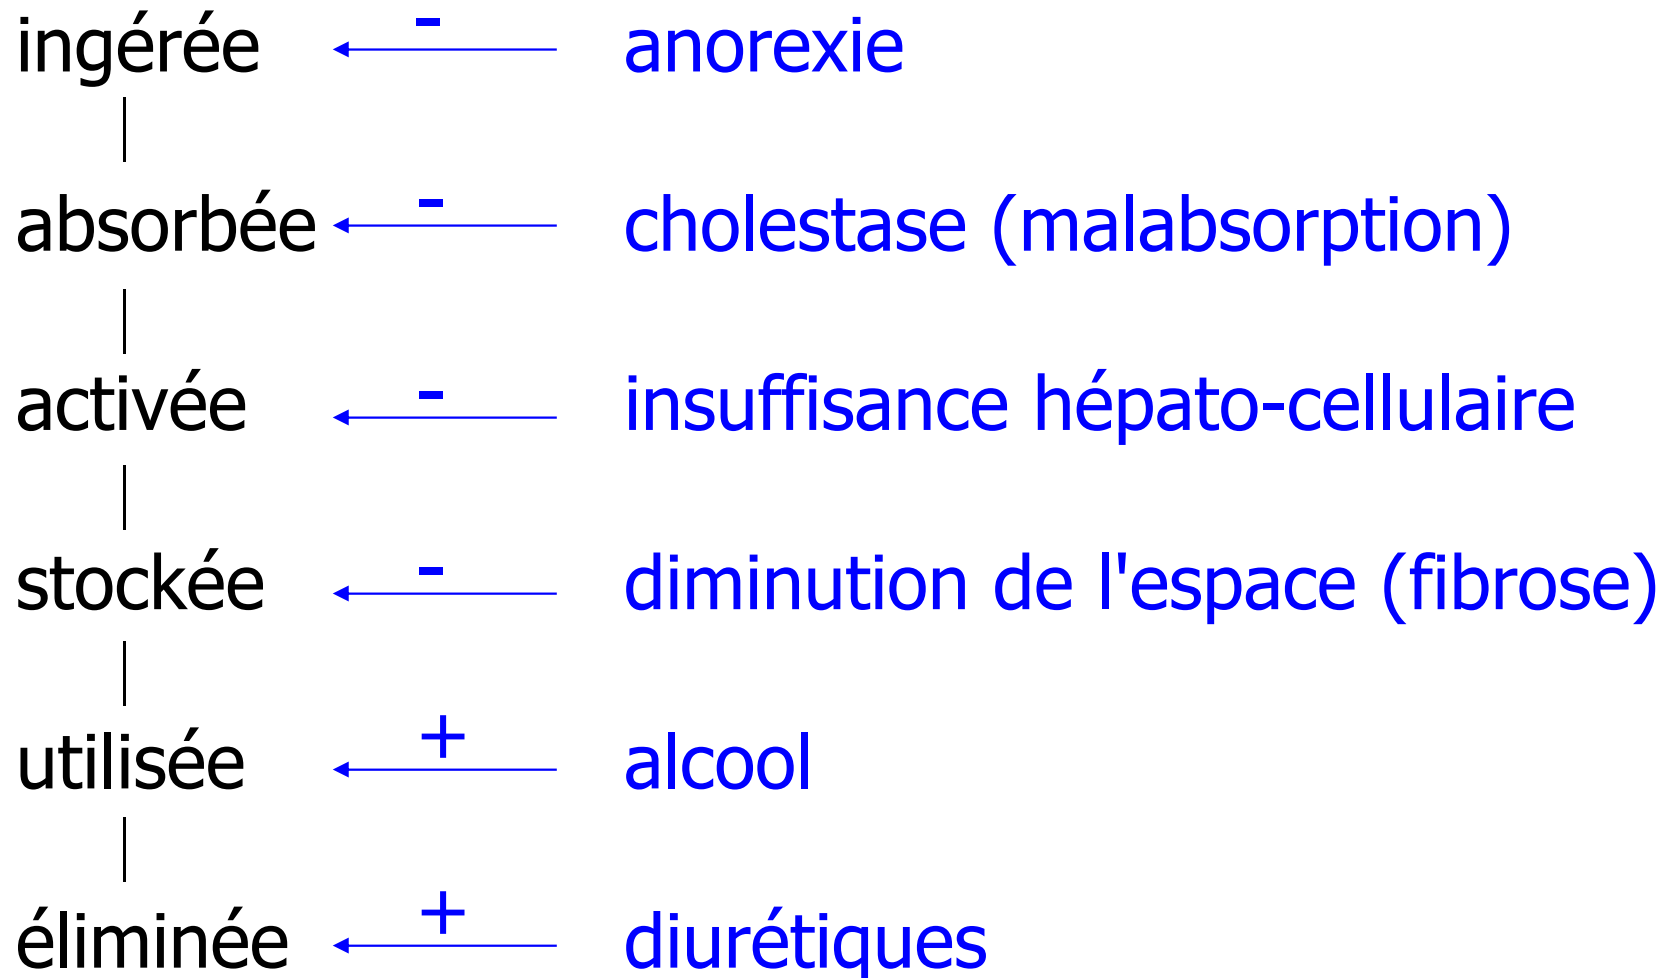 ingérée - anorexie
absorbée - cholestase (malabsorption)
activée - insuffisance hépato-cellulaire
stockée - diminution de l'espace (fibrose)
utilisée + alcool
éliminée + diurétiques